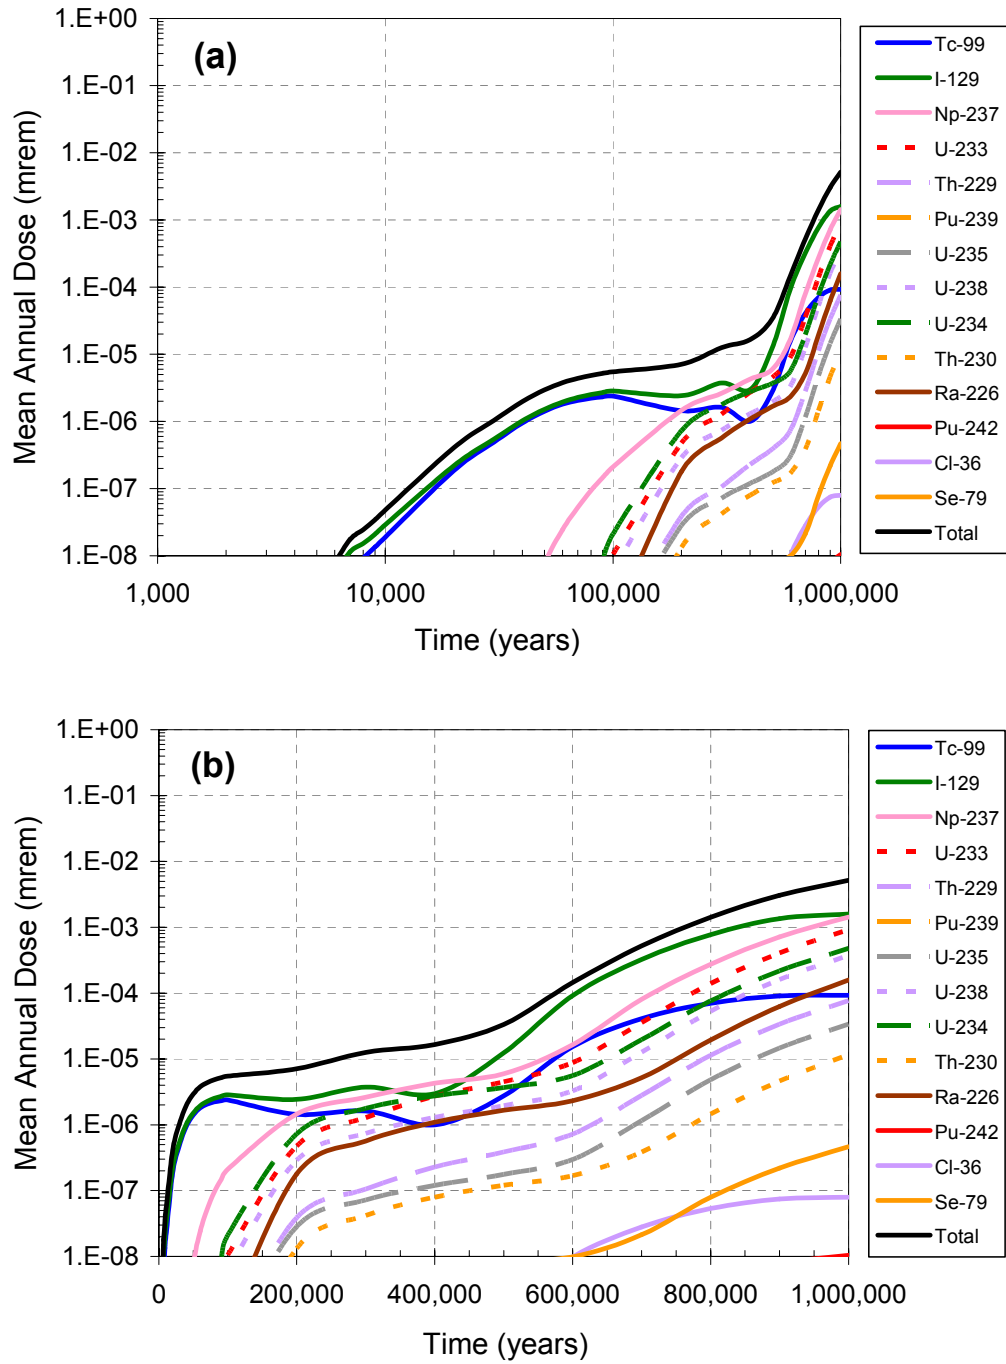 (a)
1.E+00
1.E-01
1.E-02
1.E-03
1.E-04
1.E-05
1.E-06
1.E-07
1.E-08
Mean Annual Dose (mrem)
1,000
10,000
100,000
1,000,000
Time (years)
Tc-99
I-129
Np-237
U-233
Th-229
Pu-239
U-235
U-238
U-234
Th-230
Ra-226
Pu-242
Cl-36
Se-79
Total
(b)
1.E+00
1.E-01
1.E-02
1.E-03
1.E-04
1.E-05
1.E-06
1.E-07
1.E-08
Mean Annual Dose (mrem)
0
200,000
400,000
600,000
800,000
1,000,000
Time (years)
Tc-99
I-129
Np-237
U-233
Th-229
Pu-239
U-235
U-238
U-234
Th-230
Ra-226
Pu-242
Cl-36
Se-79
Total